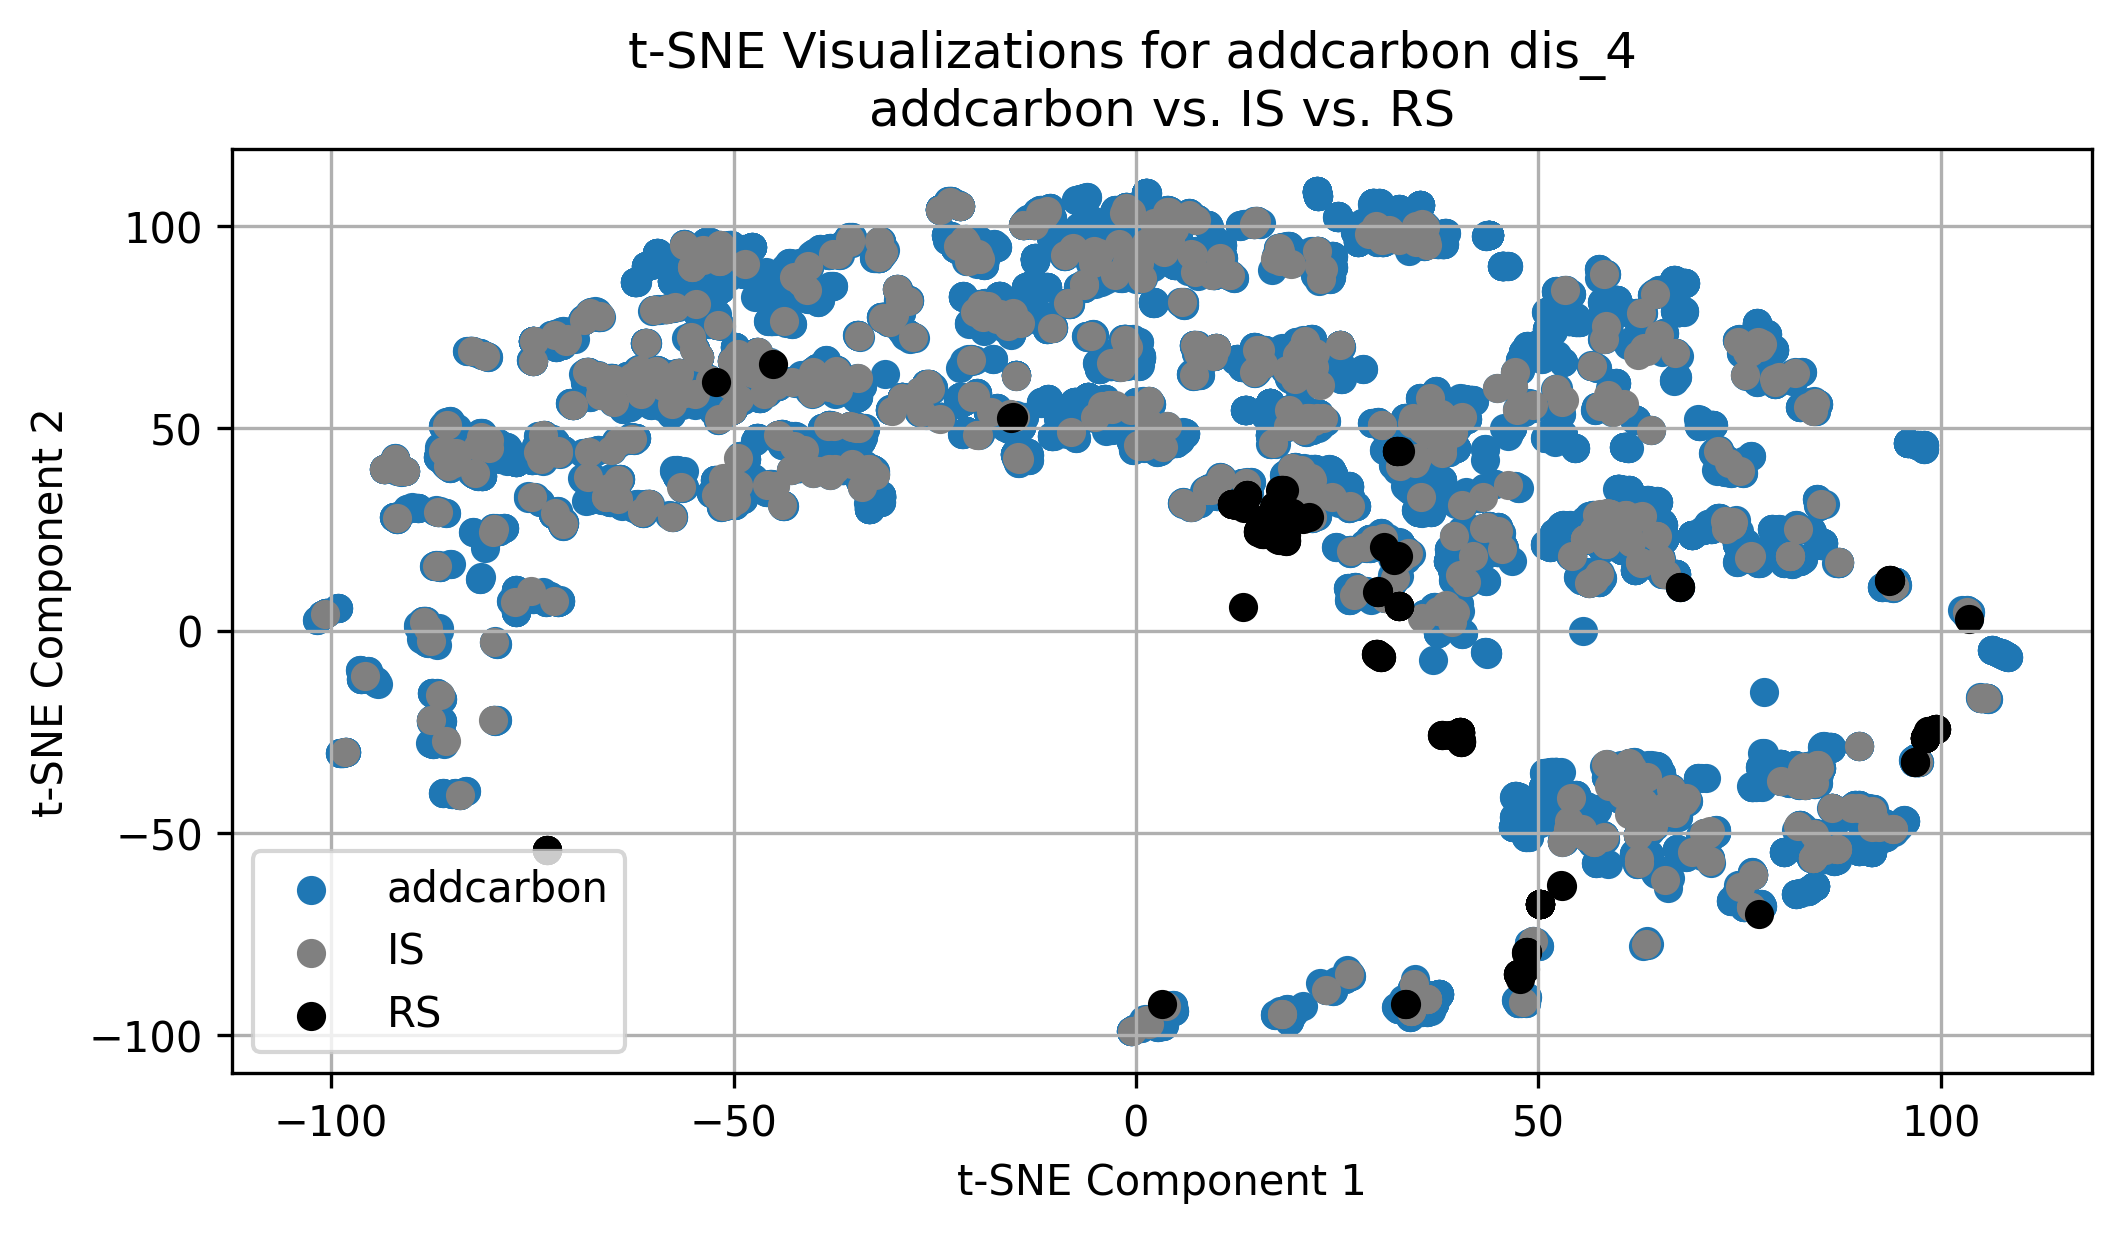 t-SNE Visualizations for addcarbon dis_4
addcarbon vs. IS vs. RS
t-SNE Component 2
100
50
0
−50
−100
addcarbon
IS
RS
−100
−50
0
50
100
t-SNE Component 1